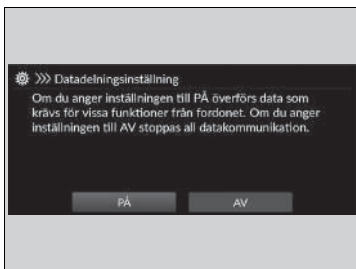 ⚙ >>> Datadelningsinställning
Om du anger inställningen till PÅ överförs data som
krävs för vissa funktioner från fordonet. Om du anger
inställningen till AV stoppas all datakommunikation.
PÅ
AV